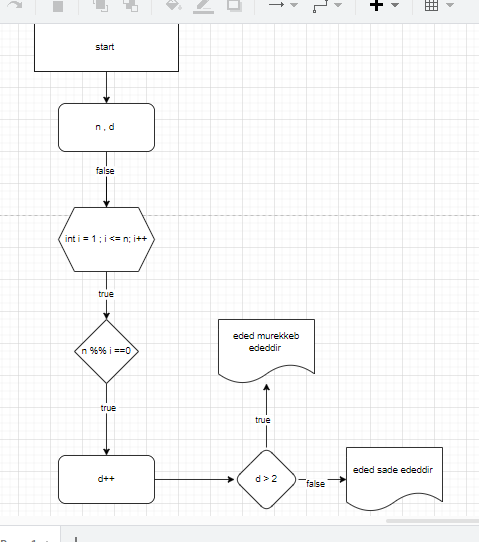 start
n , d
false
int i = 1 ; i <= n; i++
true
n %% i ==0
true
d++
eded murekkeb
ededdir
true
d > 2
false
eded sade ededdir